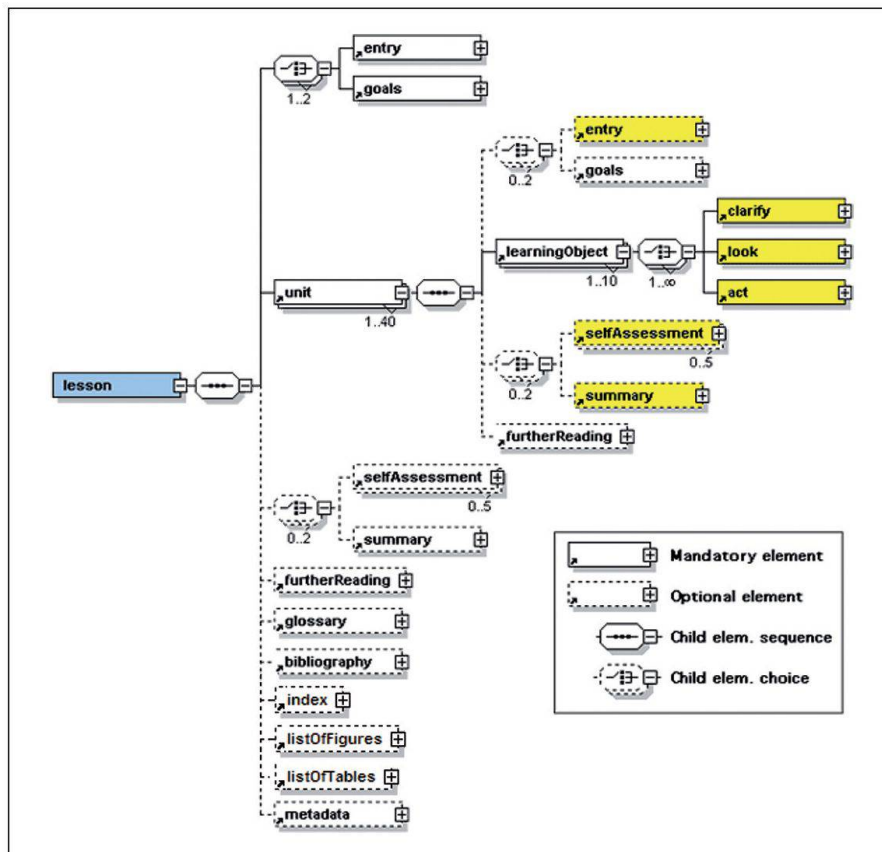 entry
goals
1..2
entry
goals
0..2
clarify
learningObject
look
1..10
1..∞
unit
act
1..40
selfAssessment
0..5
lesson
0..2
summary
furtherReading
selfAssessment
0..5
0..2
summary
furtherReading
glossary
bibliography
index
listOfFigures
listOfTables
metadata
Mandatory element
Optional element
Child elem. sequence
Child elem. choice